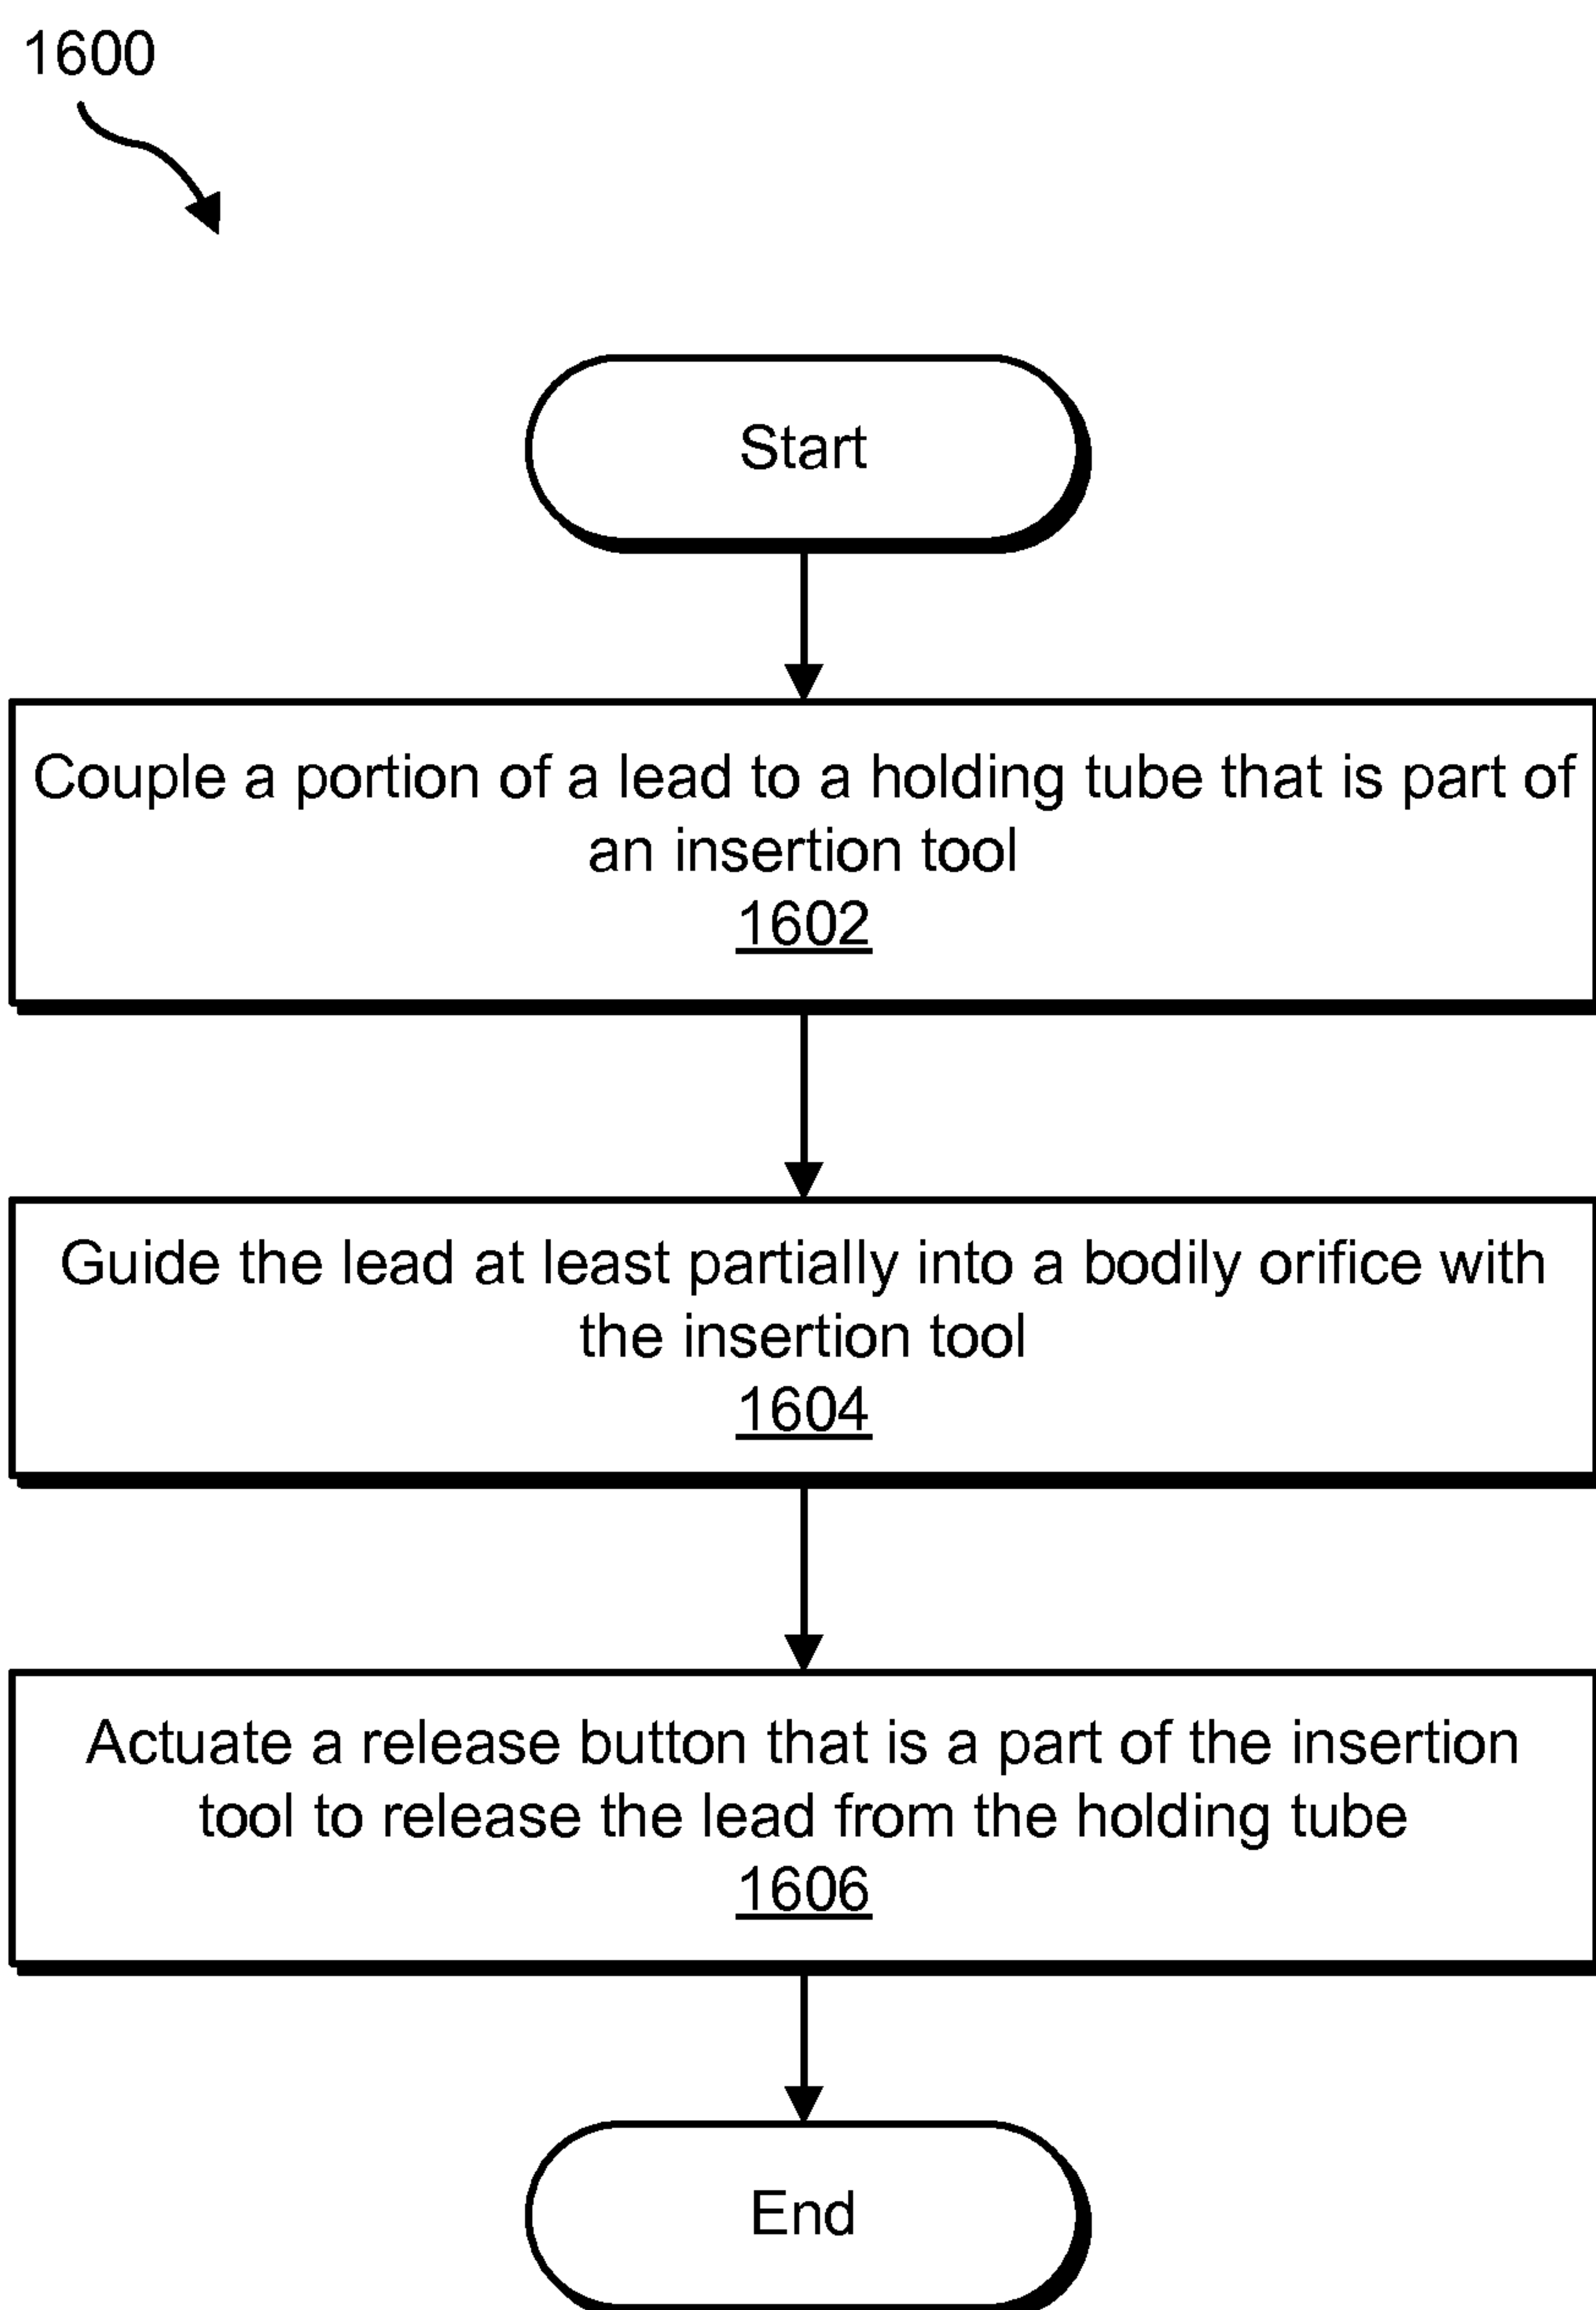 1600
Start
Couple a portion of a lead to a holding tube that is part of
an insertion tool
1602
Guide the lead at least partially into a bodily orifice with
the insertion tool
1604
Actuate a release button that is a part of the insertion
tool to release the lead from the holding tube
1606
End